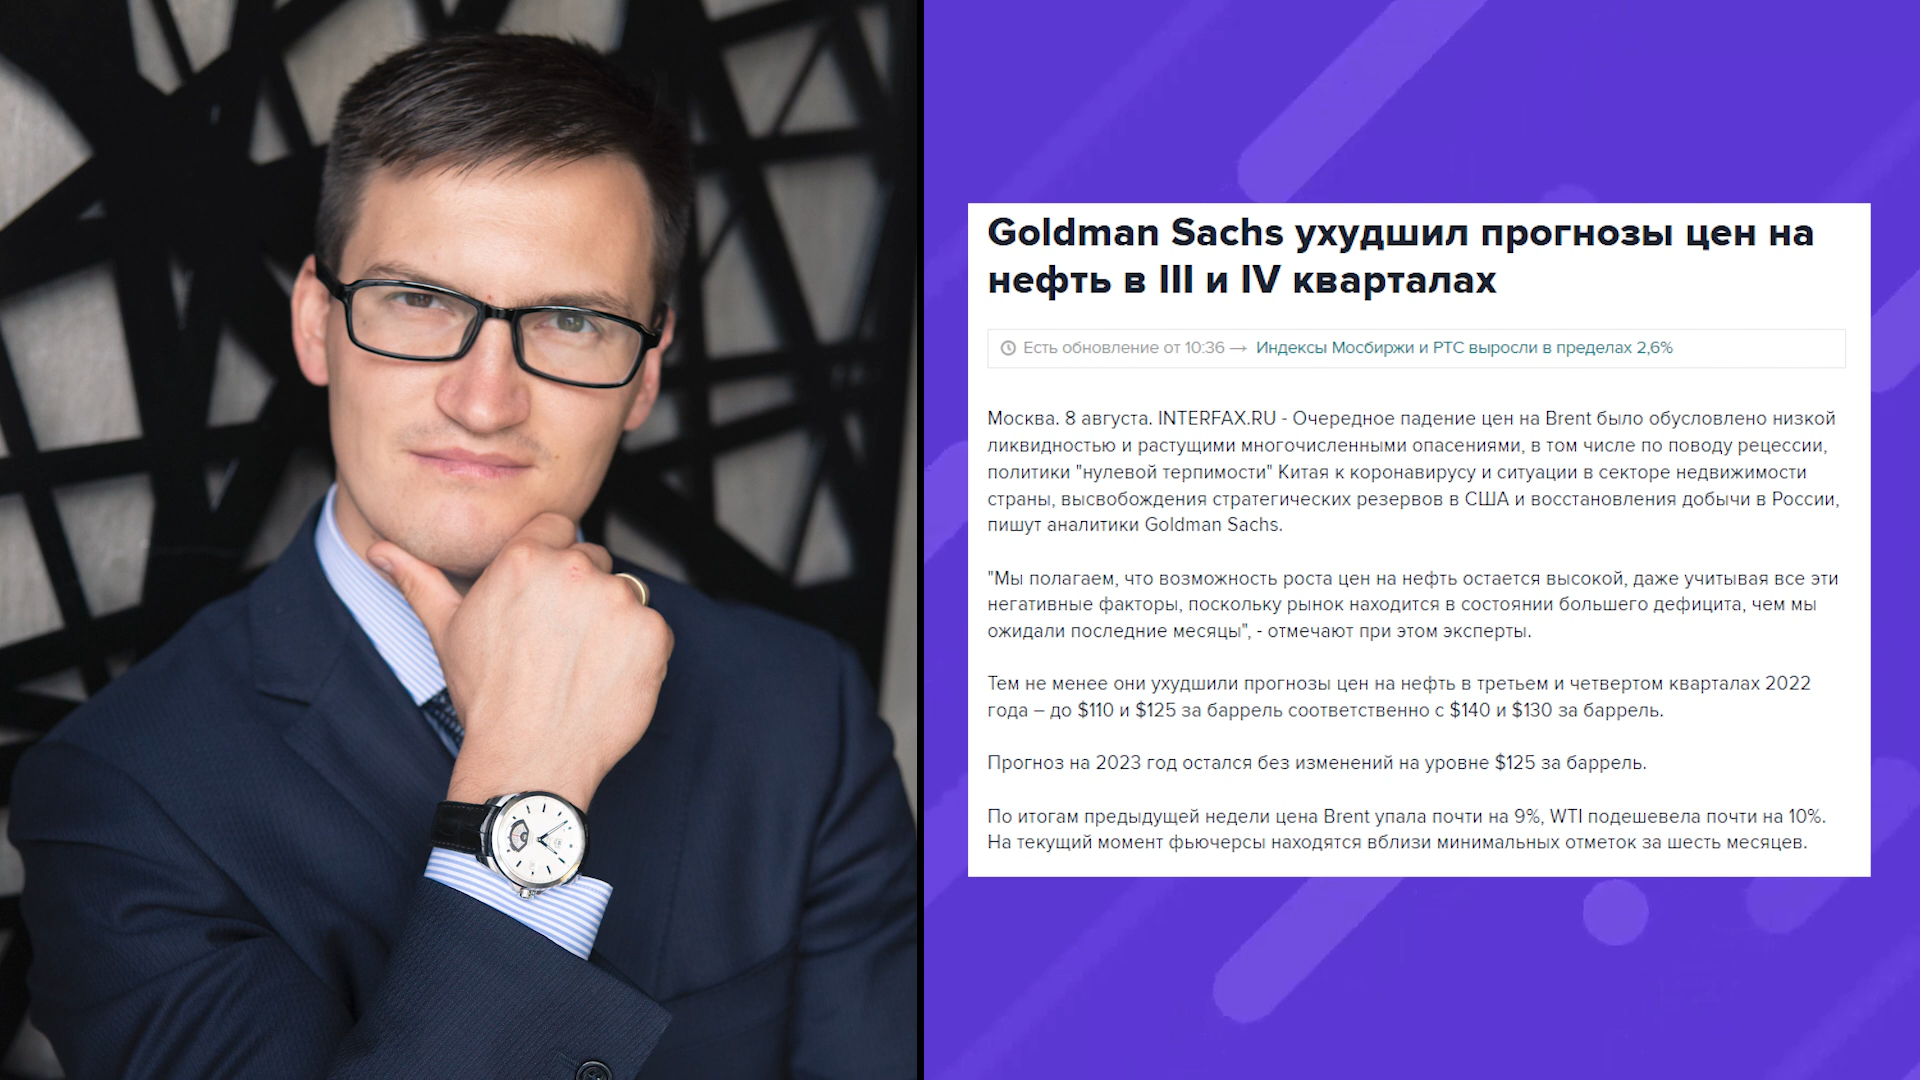 Goldman Sachs ухудшил прогнозы цен на
нефть в III и IV кварталах
Есть обновление от 10:36 → Индексы Мосбиржи и РТС выросли в пределах 2,6%
Москва. 8 августа. INTERFAX.RU - Очередное падение цен на Brent было обусловлено низкой
ликвидностью и растущими многочисленными опасениями, в том числе по поводу рецессии,
политики "нулевой терпимости" Китая к коронавирусу и ситуации в секторе недвижимости
страны, высвобождения стратегических резервов в США и восстановления добычи в России,
пишут аналитики Goldman Sachs.
"Мы полагаем, что возможность роста цен на нефть остается высокой, даже учитывая все эти
негативные факторы, поскольку рынок находится в состоянии большего дефицита, чем мы
ожидали последние месяцы", - отмечают при этом эксперты.
Тем не менее они ухудшили прогнозы цен на нефть в третьем и четвертом кварталах 2022
года – до $110 и $125 за баррель соответственно с $140 и $130 за баррель.
Прогноз на 2023 год остался без изменений на уровне $125 за баррель.
По итогам предыдущей недели цена Brent упала почти на 9%, WTI подешевела почти на 10%.
На текущий момент фьючерсы находятся вблизи минимальных отметок за шесть месяцев.